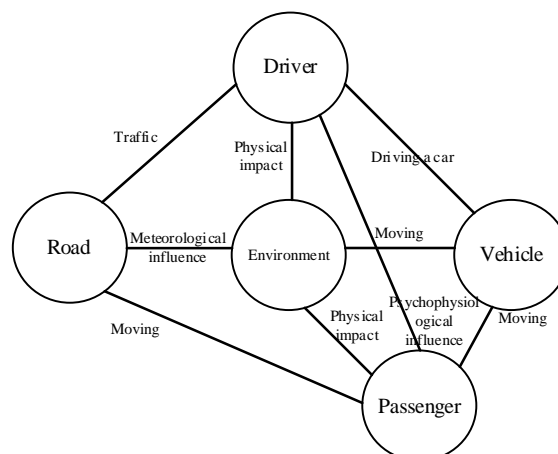 Driver
Traffic
Physical
impact
Driving a car
Road
Meteorological
influence
Environment
Moving
Vehicle
Moving
Physical
impact
Psychophysiol
ogical
influence
Moving
Passenger